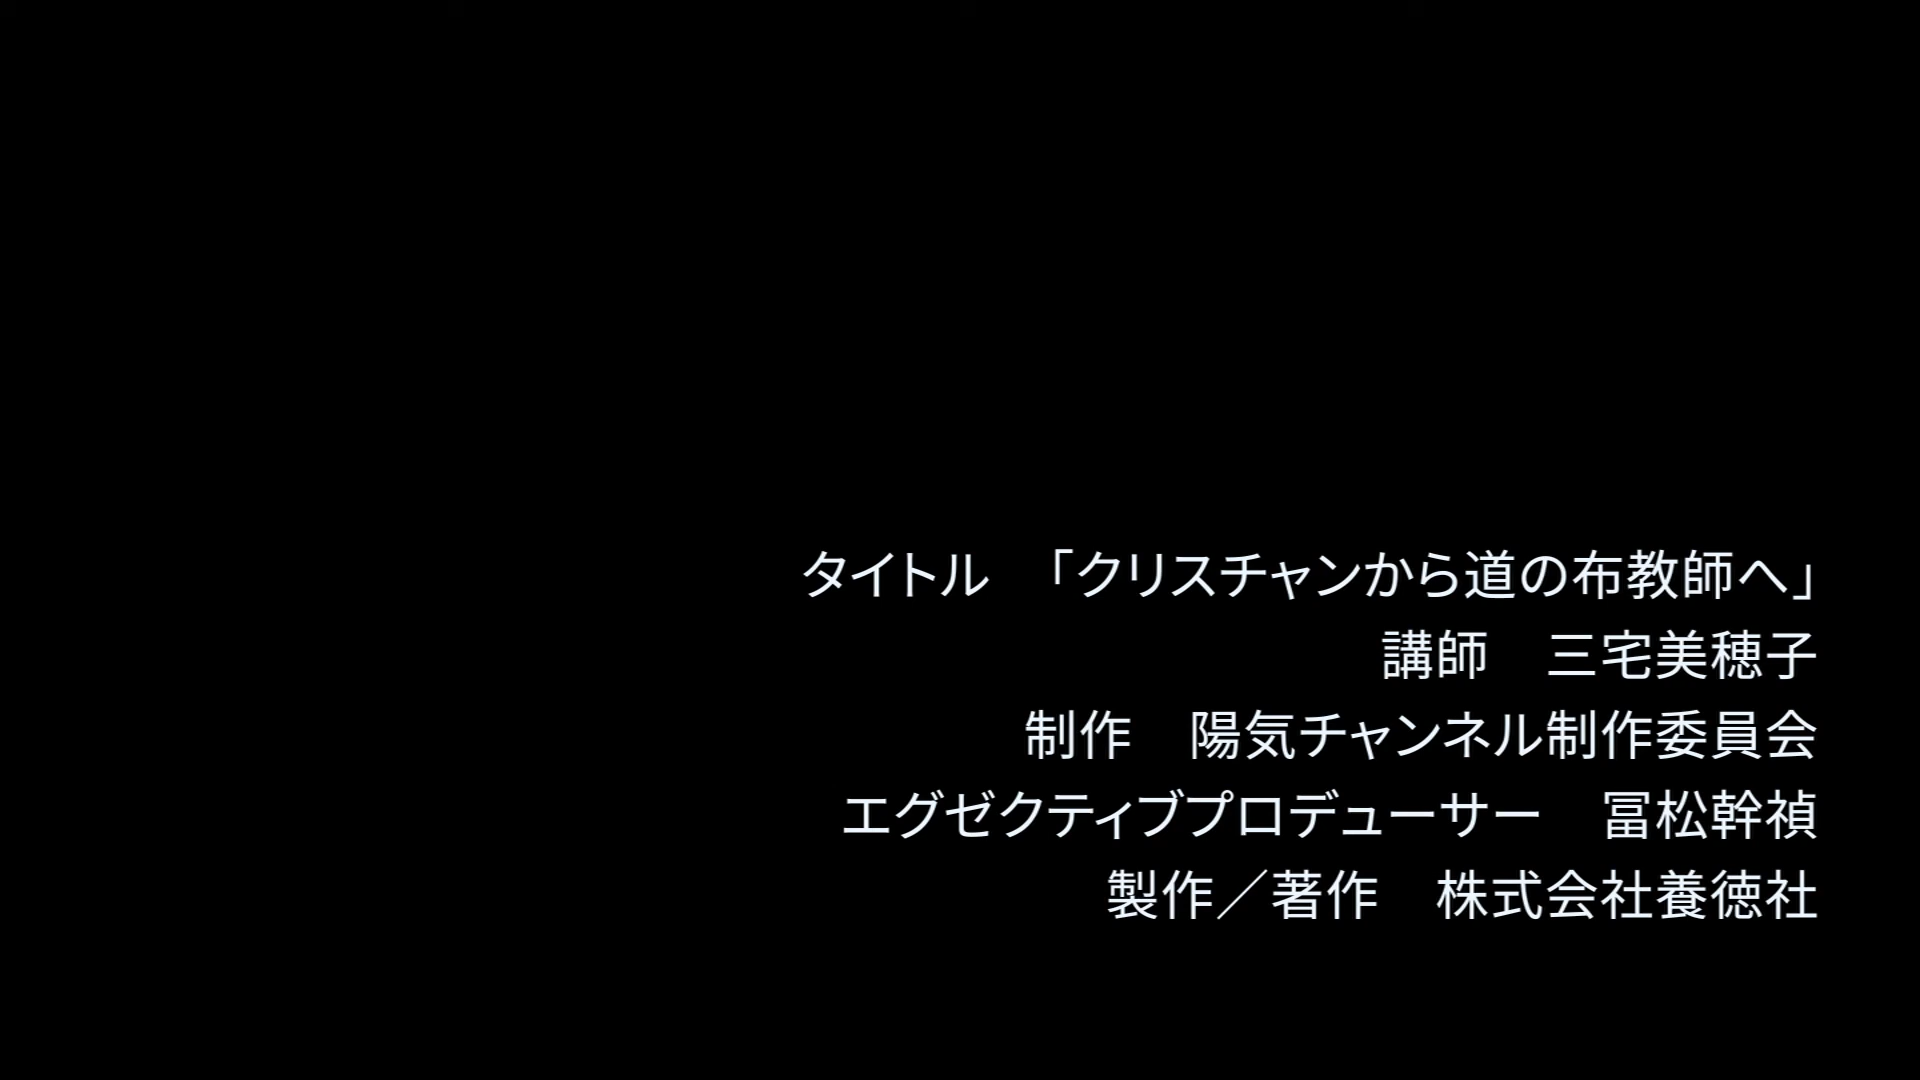 タイトル　「クリスチャンから道の布教師へ」
講師　三宅美穂子
制作　陽気チャンネル制作委員会
エグゼクティブプロデューサー　冨松幹禎
製作／著作　株式会社養徳社